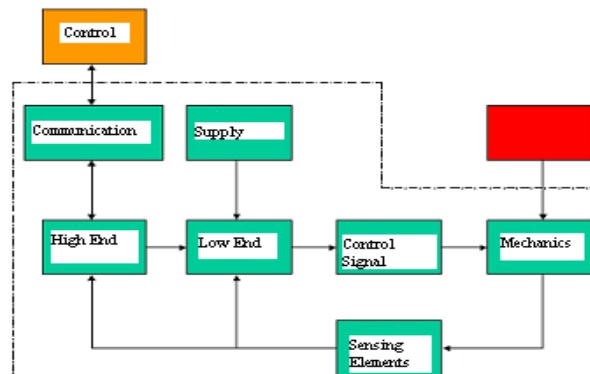 Control
Communication
Supply
High End
Low End
Control
Signal
Mechanics
Sensing
Elements